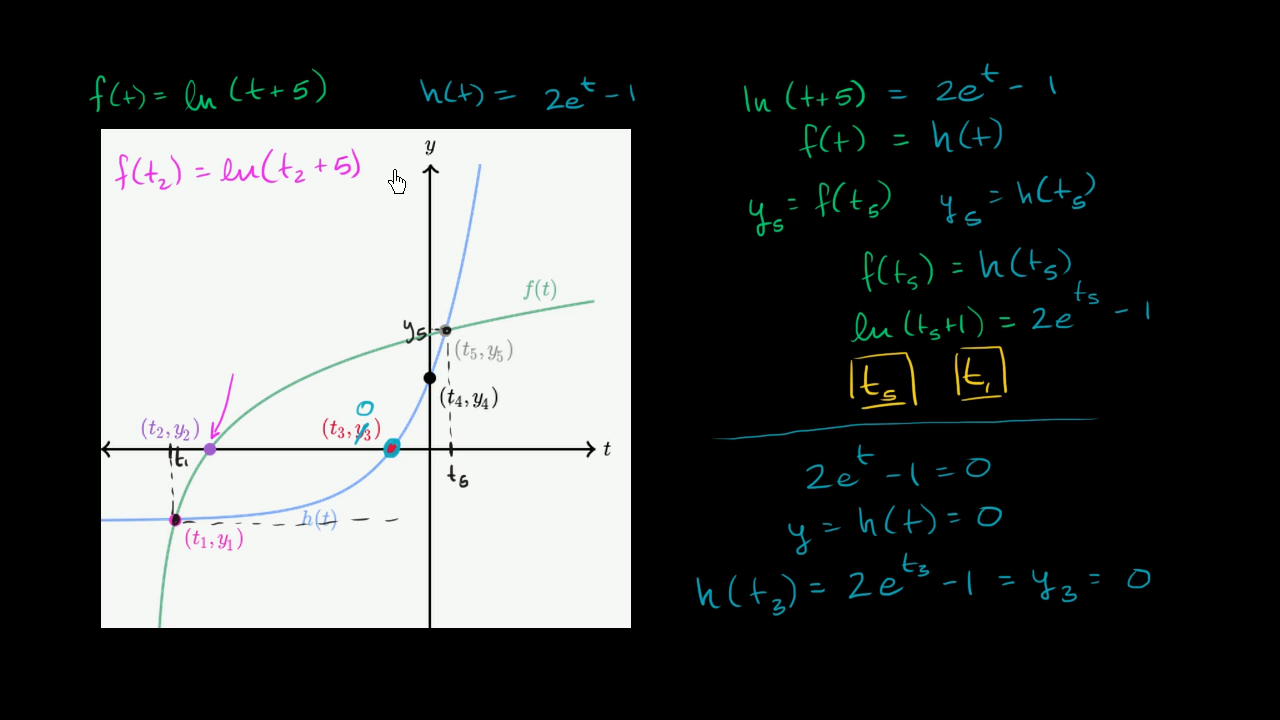 f(t) = ln (t+5)
h(t) = 2e^t - 1
f(t₂) = ln(t₂ + 5)
y
f(t)
y₅
(t₅, y₅)
(t₄, y₄)
0
(t₂, y₂)
(t₃, y₃)
t
t₁
t₅
h(t)
(t₁, y₁)
ln (t+5) = 2e^t - 1
f(t) = h(t)
y₅ = f(t₅) y₅ = h(t₅)
f(t₅) = h(t₅)
ln (t₅+1) = 2e^t₅ - 1
t₅ t₁
2e^t - 1 = 0
y = h(t) = 0
h(t₃) = 2e^t₃ - 1 = y₃ = 0